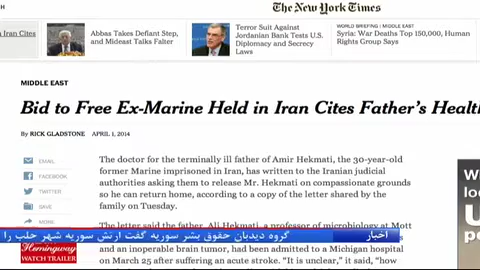 The New York Times
Iran Cites
Abbas Takes Defiant Step,
and Mideast Talks Falter
Terror Suit Against
Jordanian Bank Tests U.S.
Diplomacy and Secrecy
Laws
WORLD BRIEFING | MIDDLE EAST
Syria: War Deaths Top 150,000, Human
Rights Group Says
MIDDLE EAST
Bid to Free Ex-Marine Held in Iran Cites Father's Health
By RICK GLADSTONE APRIL 1, 2014
EMAIL
FACEBOOK
TWITTER
SAVE
MORE
The doctor for the terminally ill father of Amir Hekmati, the 30-year-old
former Marine imprisoned in Iran, has written to the Iranian
judicial authorities asking them to release Mr. Hekmati on compassionate grounds
so he can return home, according to a copy of the letter shared by the
family on Tuesday.
The letter said the father, Ali Hekmati, a professor of microbiology at Mott
اخبار
گروه دیدبان حقوق بشر سوریه گفت ارتش سوریه شهر حلب را
Hemingway
WATCH TRAILER
and an inoperable brain tumor, had been admitted to a Michigan hospital
on March 25 after suffering an acute stroke. "It is unclear," it said, "how